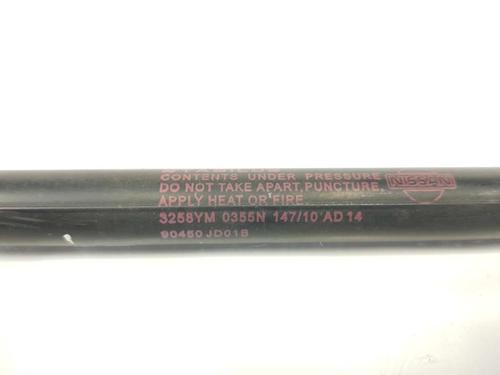 CONTENTS UNDER PRESSURE
DO NOT TAKE APART, PUNCTURE,
APPLY HEAT OR FIRE.
NISSAN
3258YM 0355N 147/10 AD 14
90450 JD01B